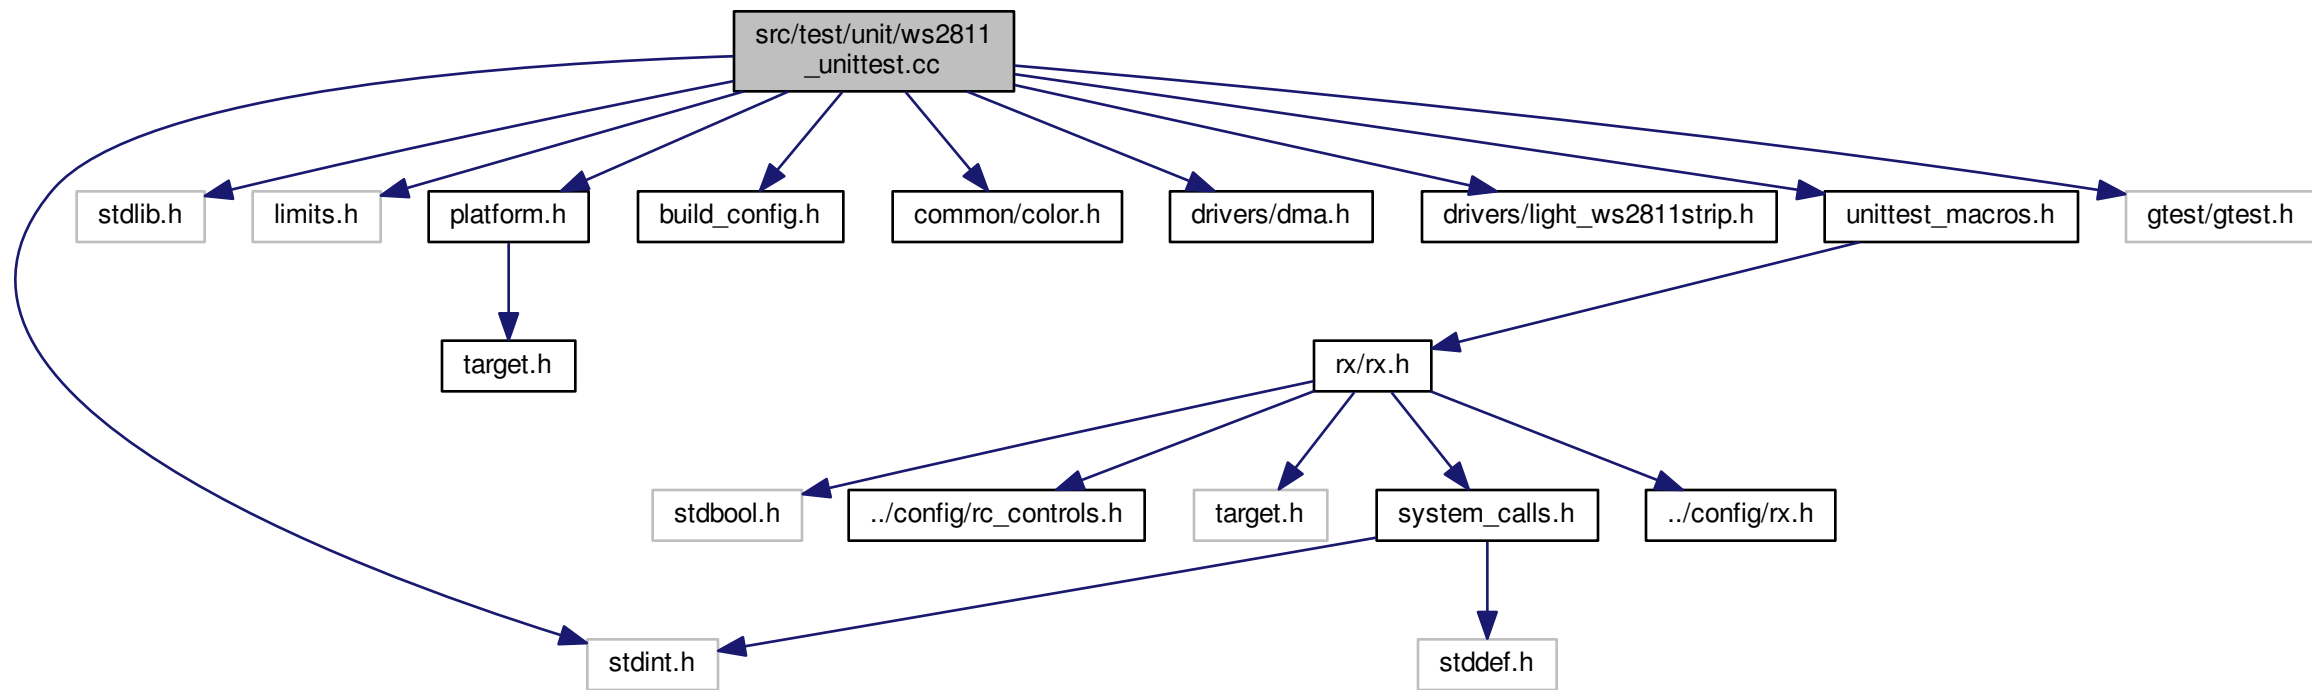 src/test/unit/ws2811
_unittest.cc
stdlib.h
limits.h
platform.h
build_config.h
common/color.h
drivers/dma.h
drivers/light_ws2811strip.h
unittest_macros.h
gtest/gtest.h
target.h
rx/rx.h
stdbool.h
../config/rc_controls.h
target.h
system_calls.h
../config/rx.h
stdint.h
stddef.h